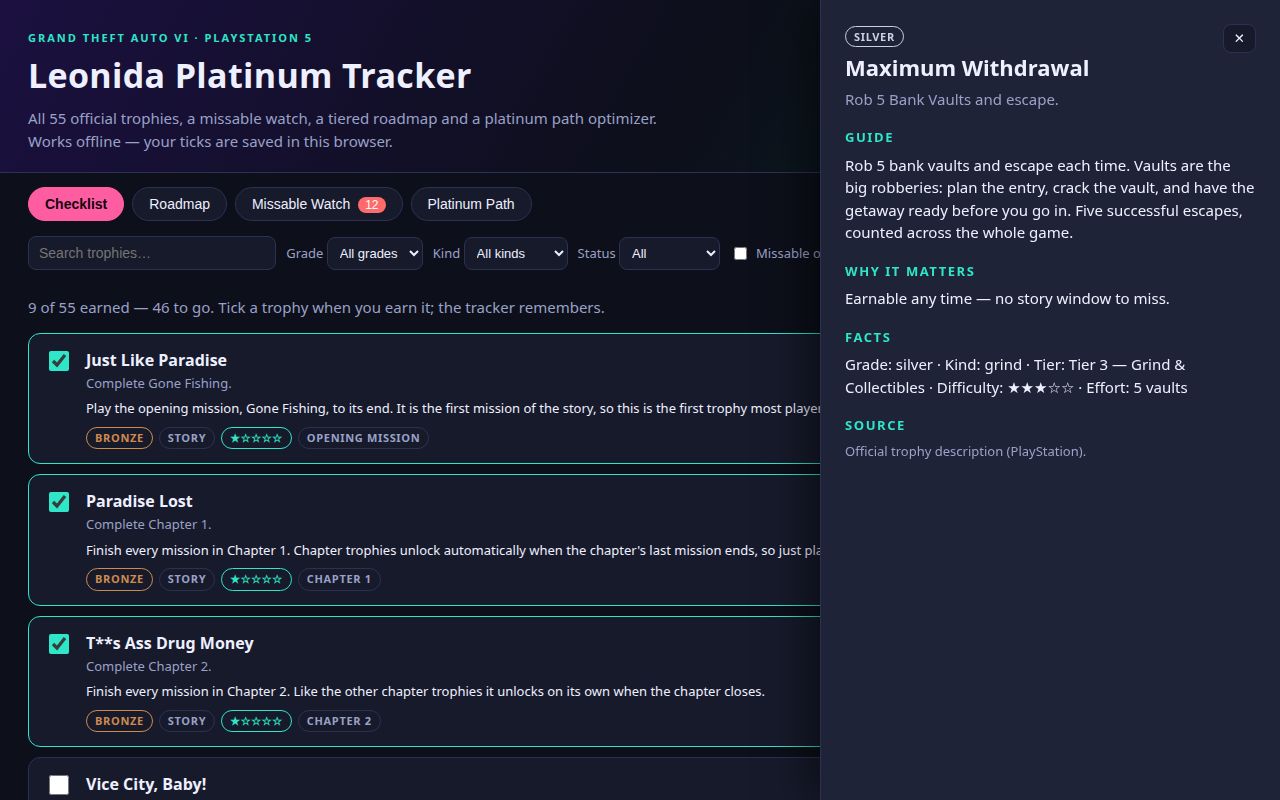 GRAND THEFT AUTO VI · PLAYSTATION 5
Leonida Platinum Tracker
All 55 official trophies, a missable watch, a tiered roadmap and a platinum path optimizer.
Works offline — your ticks are saved in this browser.
Checklist
Roadmap
Missable Watch 12
Platinum Path
Search trophies…
Grade All grades
Kind All kinds
Status All
Missable
9 of 55 earned — 46 to go. Tick a trophy when you earn it; the tracker remembers.
Just Like Paradise
Complete Gone Fishing.
Play the opening mission, Gone Fishing, to its end. It is the first mission of the story, so this is the first trophy most
BRONZE STORY ★☆☆☆☆ OPENING MISSION
Paradise Lost
Complete Chapter 1.
Finish every mission in Chapter 1. Chapter trophies unlock automatically when the chapter's last mission ends, so just
BRONZE STORY ★☆☆☆☆ CHAPTER 1
T**s Ass Drug Money
Complete Chapter 2.
Finish every mission in Chapter 2. Like the other chapter trophies it unlocks on its own when the chapter closes.
BRONZE STORY ★☆☆☆☆ CHAPTER 2
Vice City, Baby!
SILVER
✕
Maximum Withdrawal
Rob 5 Bank Vaults and escape.
GUIDE
Rob 5 bank vaults and escape each time. Vaults are the
big robberies: plan the entry, crack the vault, and have the
getaway ready before you go in. Five successful escapes,
counted across the whole game.
WHY IT MATTERS
Earnable any time — no story window to miss.
FACTS
Grade: silver · Kind: grind · Tier: Tier 3 — Grind &
Collectibles · Difficulty: ★★★☆☆ · Effort: 5 vaults
SOURCE
Official trophy description (PlayStation).